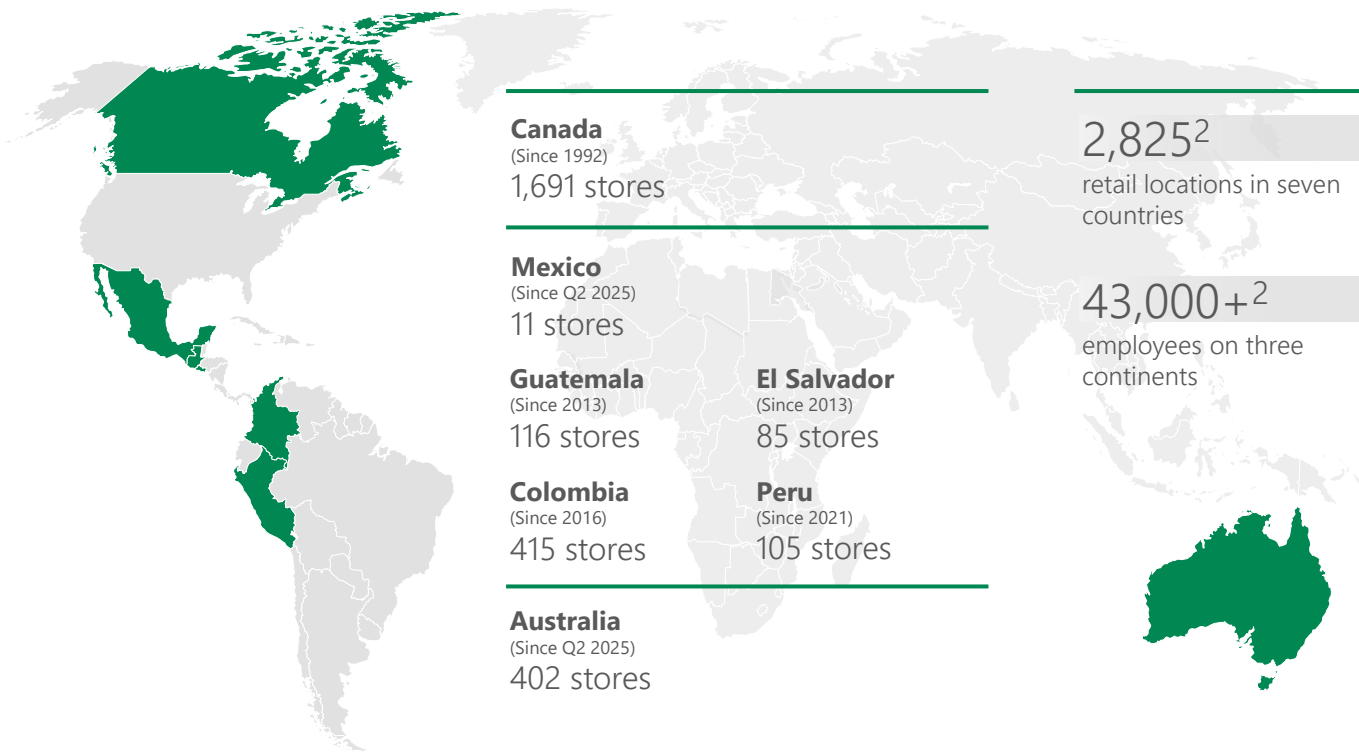 Canada
(Since 1992)
1,691 stores
Mexico
(Since Q2 2025)
11 stores
Guatemala
(Since 2013)
116 stores
El Salvador
(Since 2013)
85 stores
Colombia
(Since 2016)
415 stores
Peru
(Since 2021)
105 stores
Australia
(Since Q2 2025)
402 stores
2,825²
retail locations in seven
countries
43,000+²
employees on three
continents